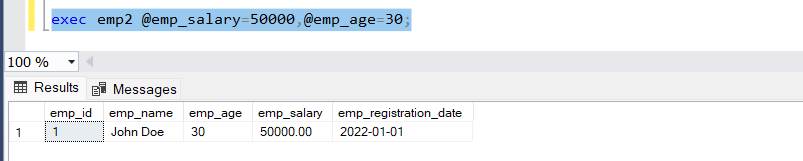 exec emp2 @emp_salary=50000,@emp_age=30;
100 %
Results Messages
emp_id emp_name emp_age emp_salary emp_registration_date
1 1 John Doe 30 50000.00 2022-01-01